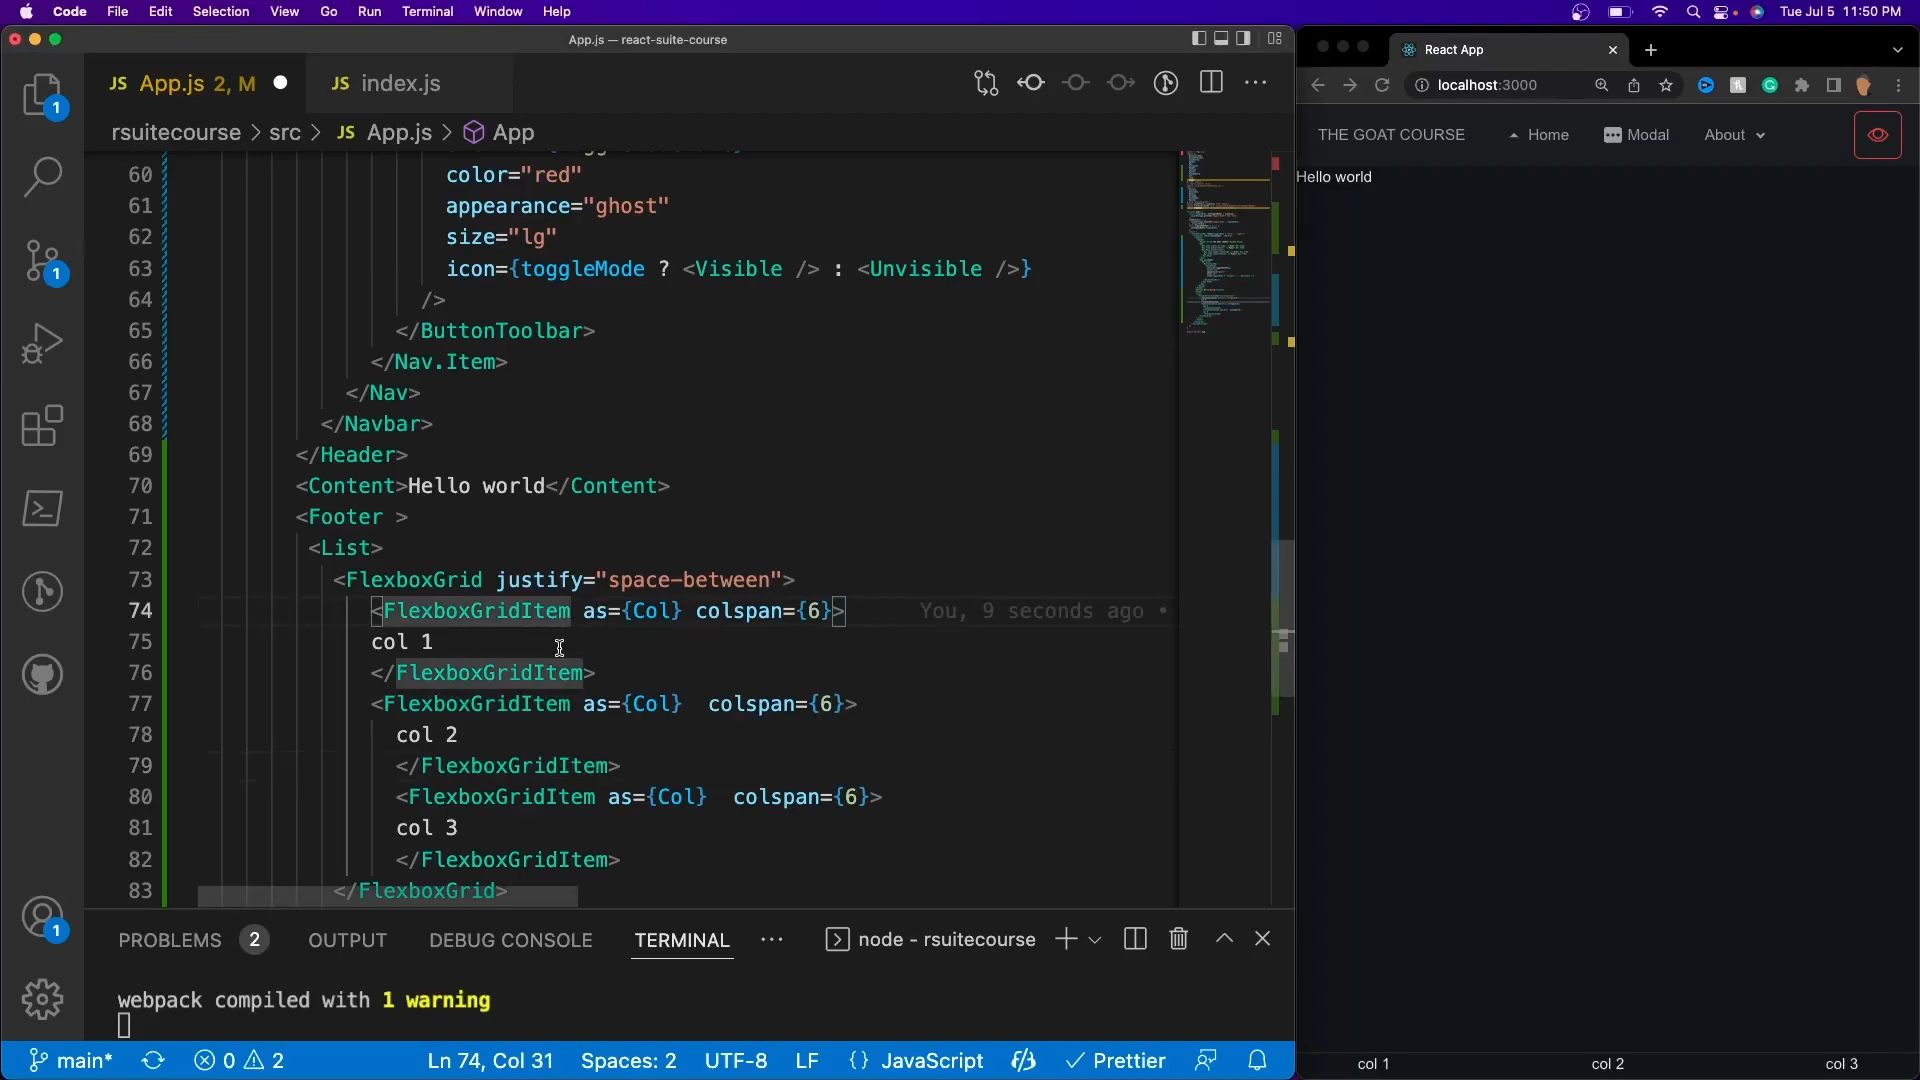 Code File Edit Selection View Go Run Terminal Window Help
Tue Jul 5 11:50 PM
App.js — react-suite-course
JS App.js 2, M
JS index.js
rsuitecourse > src > JS App.js > App
60 color="red"
61 appearance="ghost"
62 size="lg"
63 icon={toggleMode ? <Visible /> : <Unvisible />}
64 />
65 </ButtonToolbar>
66 </Nav.Item>
67 </Nav>
68 </Navbar>
69 </Header>
70 <Content>Hello world</Content>
71 <Footer >
72 <List>
73 <FlexboxGrid justify="space-between">
74 <FlexboxGridItem as={Col} colspan={6}> You, 9 seconds ago •
75 col 1
76 </FlexboxGridItem>
77 <FlexboxGridItem as={Col}  colspan={6}>
78 col 2
79 </FlexboxGridItem>
80 <FlexboxGridItem as={Col}  colspan={6}>
81 col 3
82 </FlexboxGridItem>
83 </FlexboxGrid>
1
1
1
PROBLEMS 2 OUTPUT DEBUG CONSOLE TERMINAL ··· node - rsuitecourse
webpack compiled with 1 warning
main* 0 2 Ln 74, Col 31 Spaces: 2 UTF-8 LF {} JavaScript Prettier
React App
localhost:3000
THE GOAT COURSE Home Modal About
Hello world
col 1 col 2 col 3